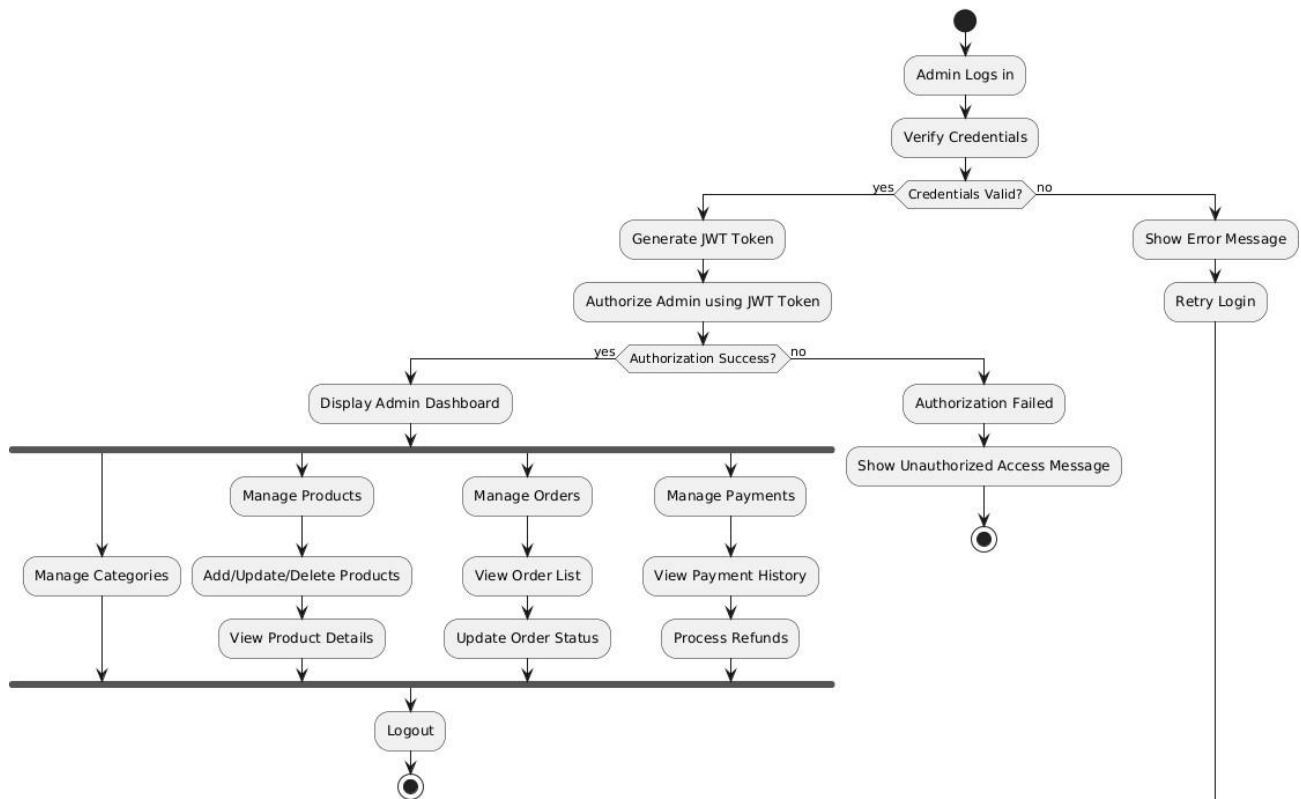 Admin Logs in
Verify Credentials
yes
Credentials Valid?
no
Generate JWT Token
Show Error Message
Authorize Admin using JWT Token
Retry Login
yes
Authorization Success?
no
Display Admin Dashboard
Authorization Failed
Show Unauthorized Access Message
Manage Products
Manage Orders
Manage Payments
Manage Categories
Add/Update/Delete Products
View Order List
View Payment History
View Product Details
Update Order Status
Process Refunds
Logout